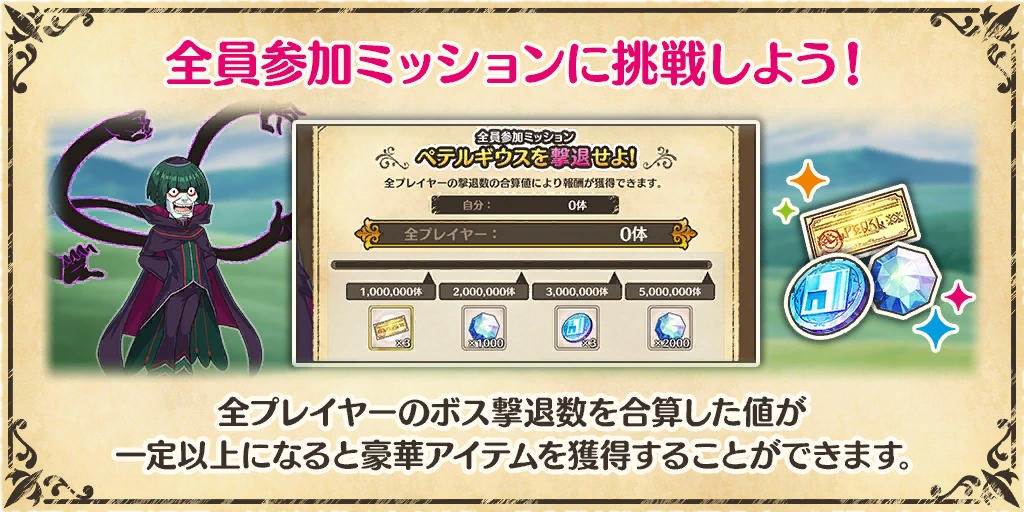 全員参加ミッションに挑戦しよう!
全員参加ミッション
ペテルギウスを撃退せよ!
全プレイヤーの撃退数の合算値により報酬が獲得できます。
自分: 0体
全プレイヤー: 0体
1,000,000体 2,000,000体 3,000,000体 5,000,000体
×3 ×1000 ×3 ×2000
全プレイヤーのボス撃退数を合算した値が
一定以上になると豪華アイテムを獲得することができます。